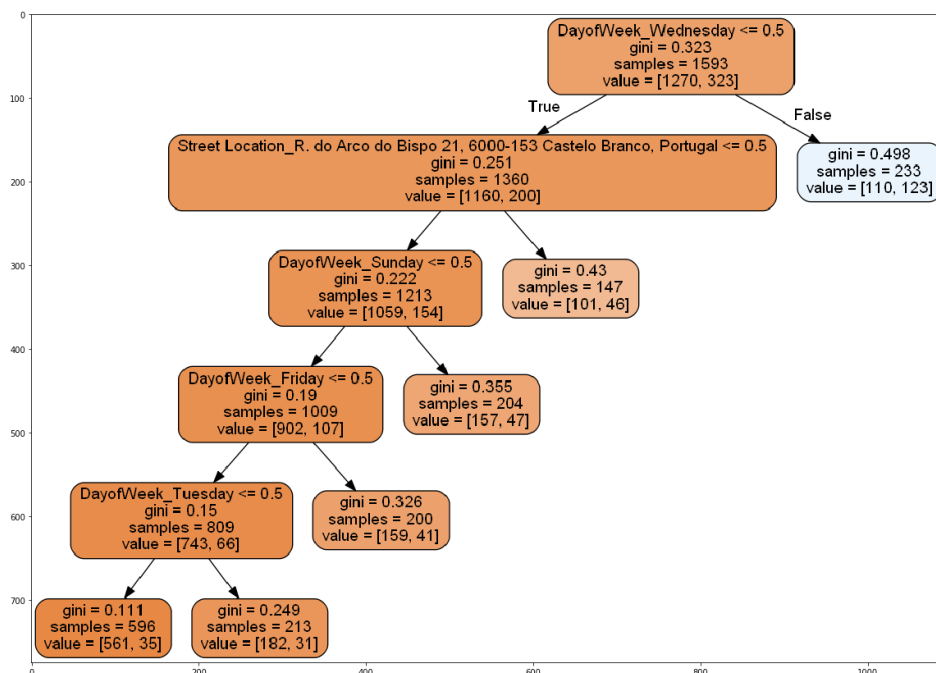 0
DayofWeek_Wednesday <= 0.5
gini = 0.323
samples = 1593
value = [1270, 323]
100
True
False
Street Location_R. do Arco do Bispo 21, 6000-153 Castelo Branco, Portugal <= 0.5
gini = 0.251
samples = 1360
value = [1160, 200]
gini = 0.498
samples = 233
value = [110, 123]
200
DayofWeek_Sunday <= 0.5
gini = 0.222
samples = 1213
value = [1059, 154]
gini = 0.43
samples = 147
value = [101, 46]
300
400
DayofWeek_Friday <= 0.5
gini = 0.19
samples = 1009
value = [902, 107]
gini = 0.355
samples = 204
value = [157, 47]
500
DayofWeek_Tuesday <= 0.5
gini = 0.15
samples = 809
value = [743, 66]
gini = 0.326
samples = 200
value = [159, 41]
600
700
gini = 0.111
samples = 596
value = [561, 35]
gini = 0.249
samples = 213
value = [182, 31]
0
200
400
600
800
1000